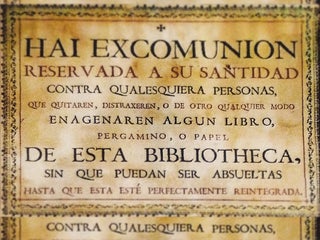 HAI EXCOMUNION
RESERVADA A SU SANTIDAD
CONTRA QUALESQUIERA PERSONAS,
QUE QUITAREN, DISTRAXEREN, O DE OTRO QUALQUIER MODO
ENAGENAREN ALGUN LIBRO,
PERGAMINO, O PAPEL
DE ESTA BIBLIOTHECA,
SIN QUE PUEDAN SER ABSUELTAS
HASTA QUE ESTA ESTÉ PERFECTAMENTE REINTEGRADA.
CONTRA QUALESQUIERA PERSONAS,